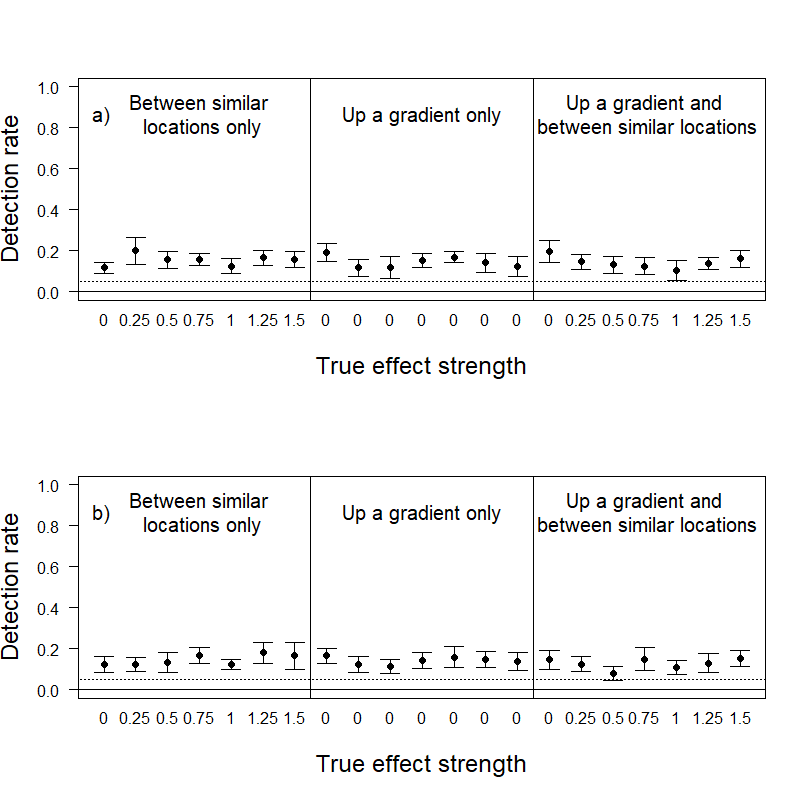 a)
Between similar
locations only
Up a gradient only
Up a gradient and
between similar locations
Detection rate
1.0
0.8
0.6
0.4
0.2
0.0
0 0.25 0.5 0.75 1 1.25 1.5 0 0 0 0 0 0 0 0 0.25 0.5 0.75 1 1.25 1.5
True effect strength
b)
Between similar
locations only
Up a gradient only
Up a gradient and
between similar locations
Detection rate
1.0
0.8
0.6
0.4
0.2
0.0
0 0.25 0.5 0.75 1 1.25 1.5 0 0 0 0 0 0 0 0 0.25 0.5 0.75 1 1.25 1.5
True effect strength